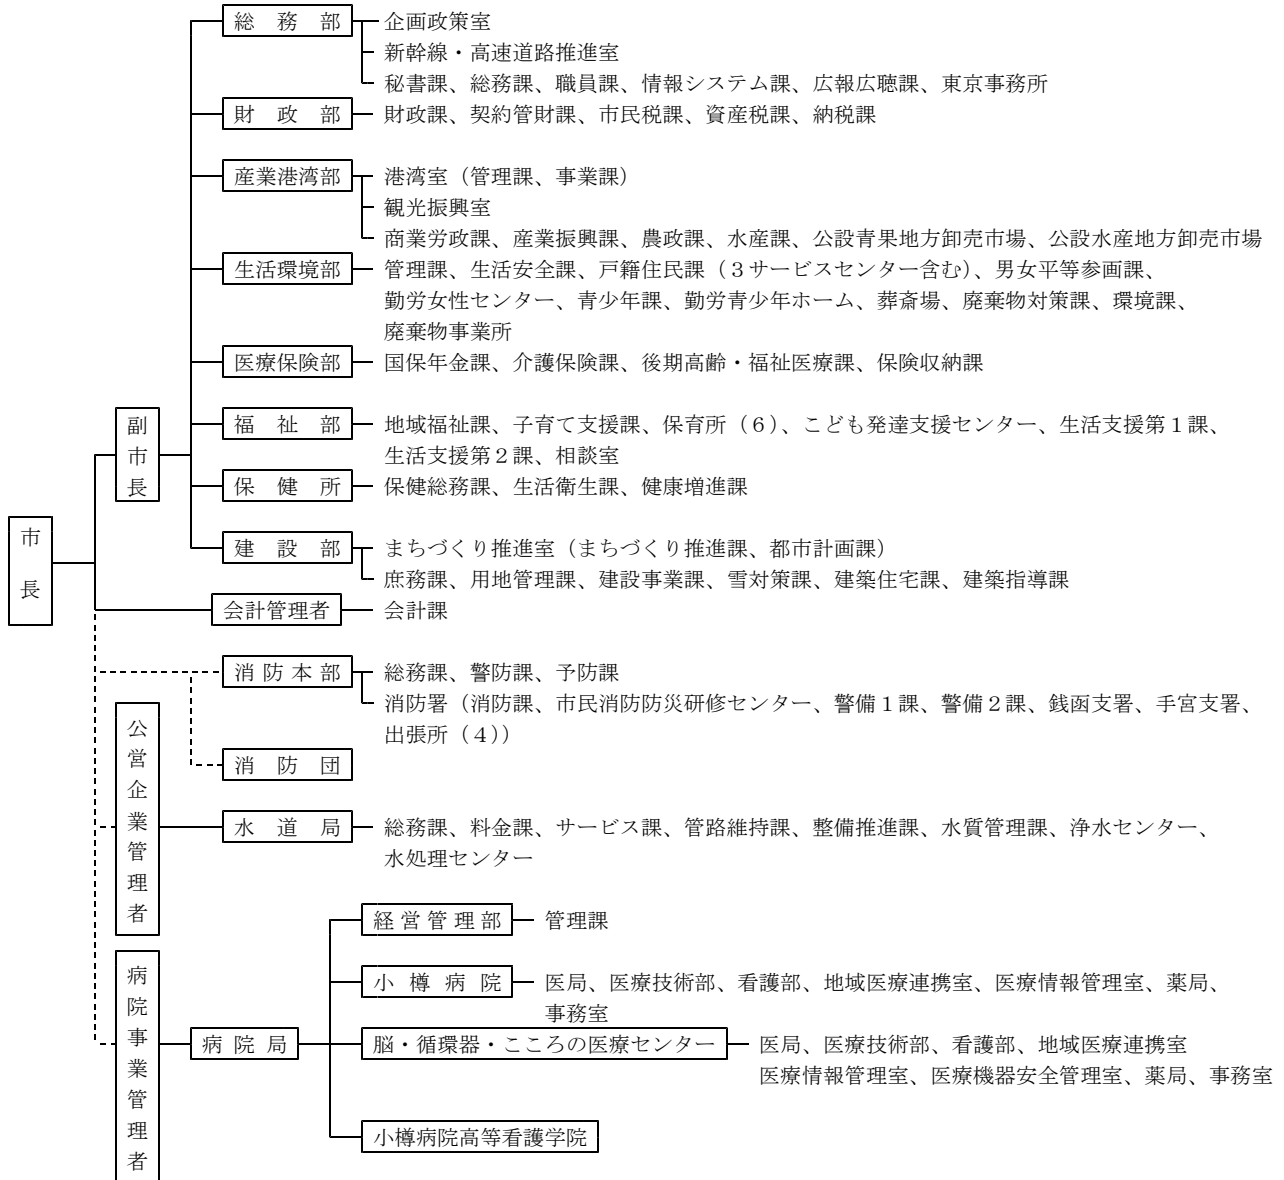 総務部 企画政策室
新幹線・高速道路推進室
秘書課、総務課、職員課、情報システム課、広報広聴課、東京事務所
財政部 財政課、契約管財課、市民税課、資産税課、納税課
産業港湾部 港湾室（管理課、事業課）
観光振興室
商業労政課、産業振興課、農政課、水産課、公設青果地方卸売市場、公設水産地方卸売市場
生活環境部 管理課、生活安全課、戸籍住民課（３サービスセンター含む）、男女平等参画課、
勤労女性センター、青少年課、勤労青少年ホーム、葬斎場、廃棄物対策課、環境課、
廃棄物事業所
医療保険部 国保年金課、介護保険課、後期高齢・福祉医療課、保険収納課
副市長
福祉部 地域福祉課、子育て支援課、保育所（６）、こども発達支援センター、生活支援第１課、
生活支援第２課、相談室
保健所 保健総務課、生活衛生課、健康増進課
市長
建設部 まちづくり推進室（まちづくり推進課、都市計画課）
庶務課、用地管理課、建設事業課、雪対策課、建築住宅課、建築指導課
会計管理者 会計課
消防本部 総務課、警防課、予防課
消防署（消防課、市民消防防災研修センター、警備１課、警備２課、銭函支署、手宮支署、
出張所（４））
消防団
公営企業管理者
水道局 総務課、料金課、サービス課、管路維持課、整備推進課、水質管理課、浄水センター、
水処理センター
経営管理部 管理課
病院事業管理者
小樽病院 医局、医療技術部、看護部、地域医療連携室、医療情報管理室、薬局、
事務室
病院局 脳・循環器・こころの医療センター 医局、医療技術部、看護部、地域医療連携室
医療情報管理室、医療機器安全管理室、薬局、事務室
小樽病院高等看護学院